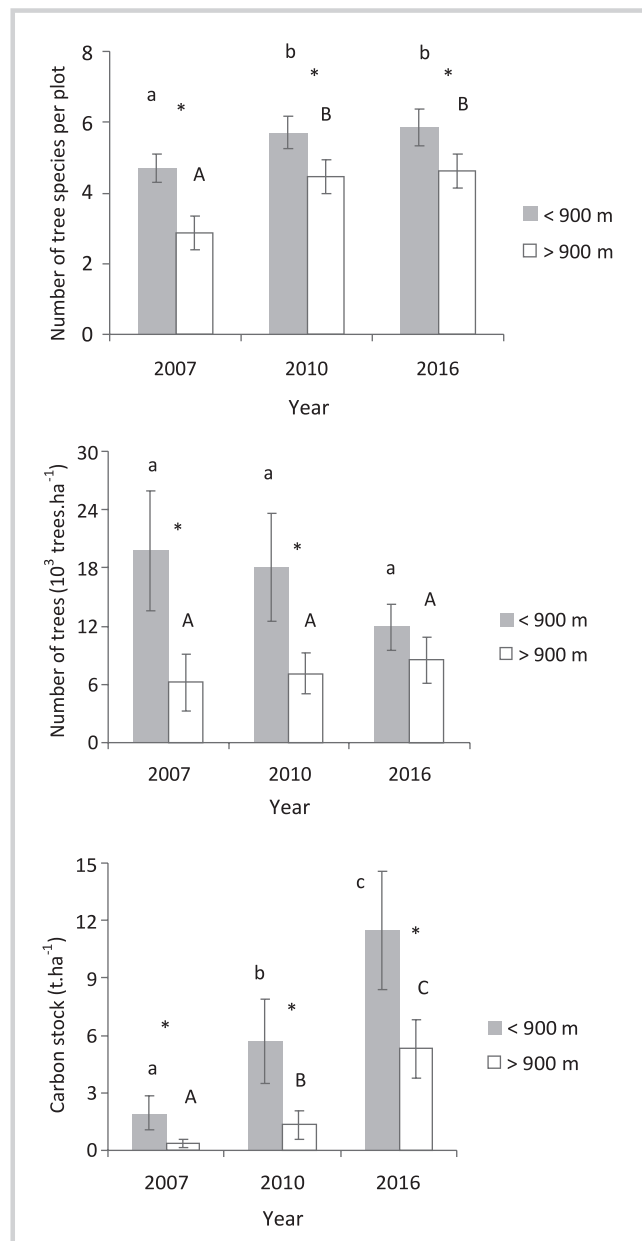 Number of tree species per plot
8
6
4
2
0
a
*
A
b
*
B
b
*
B
2007
2010
2016
Year
< 900 m
> 900 m
Number of trees (10³ trees.ha⁻¹)
30
24
18
12
6
0
a
*
A
a
*
A
a
A
2007
2010
2016
Year
< 900 m
> 900 m
Carbon stock (t.ha⁻¹)
15
12
9
6
3
0
*
a
A
b
*
B
c
*
C
2007
2010
2016
Year
< 900 m
> 900 m